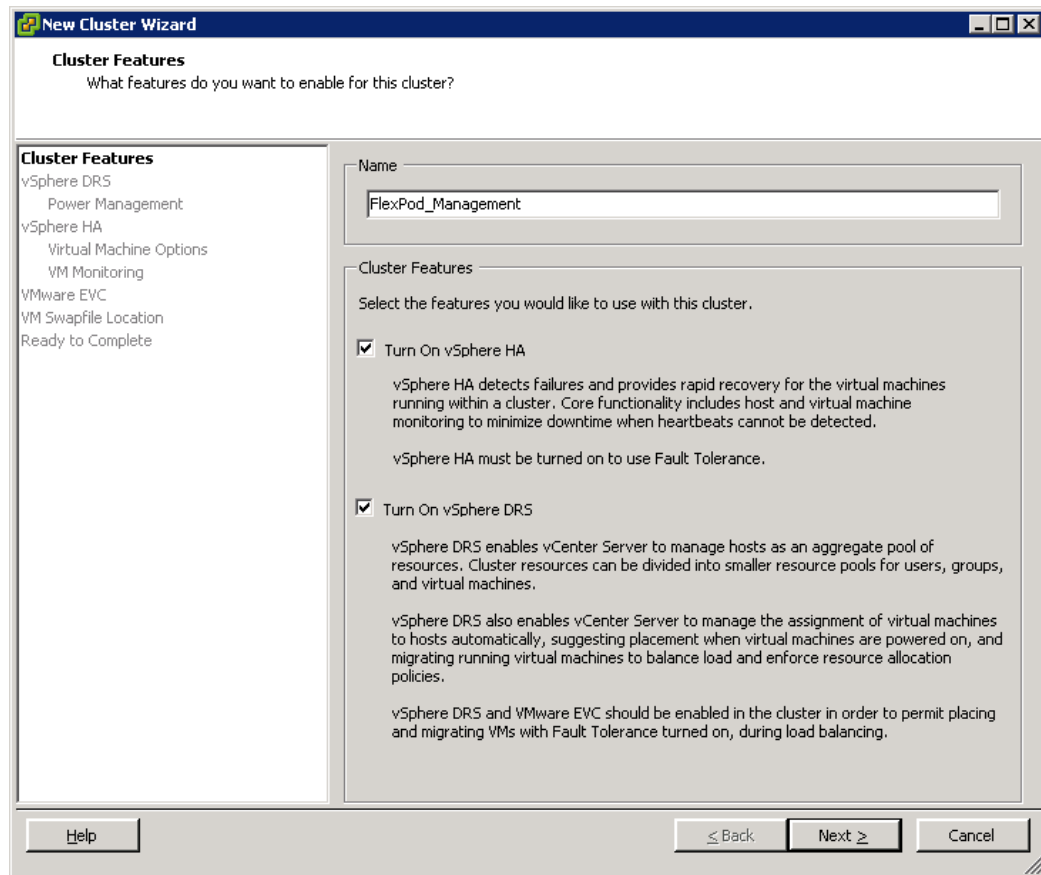 New Cluster Wizard
Cluster Features
What features do you want to enable for this cluster?
Cluster Features
vSphere DRS
Power Management
vSphere HA
Virtual Machine Options
VM Monitoring
VMware EVC
VM Swapfile Location
Ready to Complete
Name
FlexPod_Management
Cluster Features
Select the features you would like to use with this cluster.
Turn On vSphere HA
vSphere HA detects failures and provides rapid recovery for the virtual machines
running within a cluster. Core functionality includes host and virtual machine
monitoring to minimize downtime when heartbeats cannot be detected.
vSphere HA must be turned on to use Fault Tolerance.
Turn On vSphere DRS
vSphere DRS enables vCenter Server to manage hosts as an aggregate pool of
resources. Cluster resources can be divided into smaller resource pools for users, groups,
and virtual machines.
vSphere DRS also enables vCenter Server to manage the assignment of virtual machines
to hosts automatically, suggesting placement when virtual machines are powered on, and
migrating running virtual machines to balance load and enforce resource allocation
policies.
vSphere DRS and VMware EVC should be enabled in the cluster in order to permit placing
and migrating VMs with Fault Tolerance turned on, during load balancing.
Help
< Back
Next >
Cancel